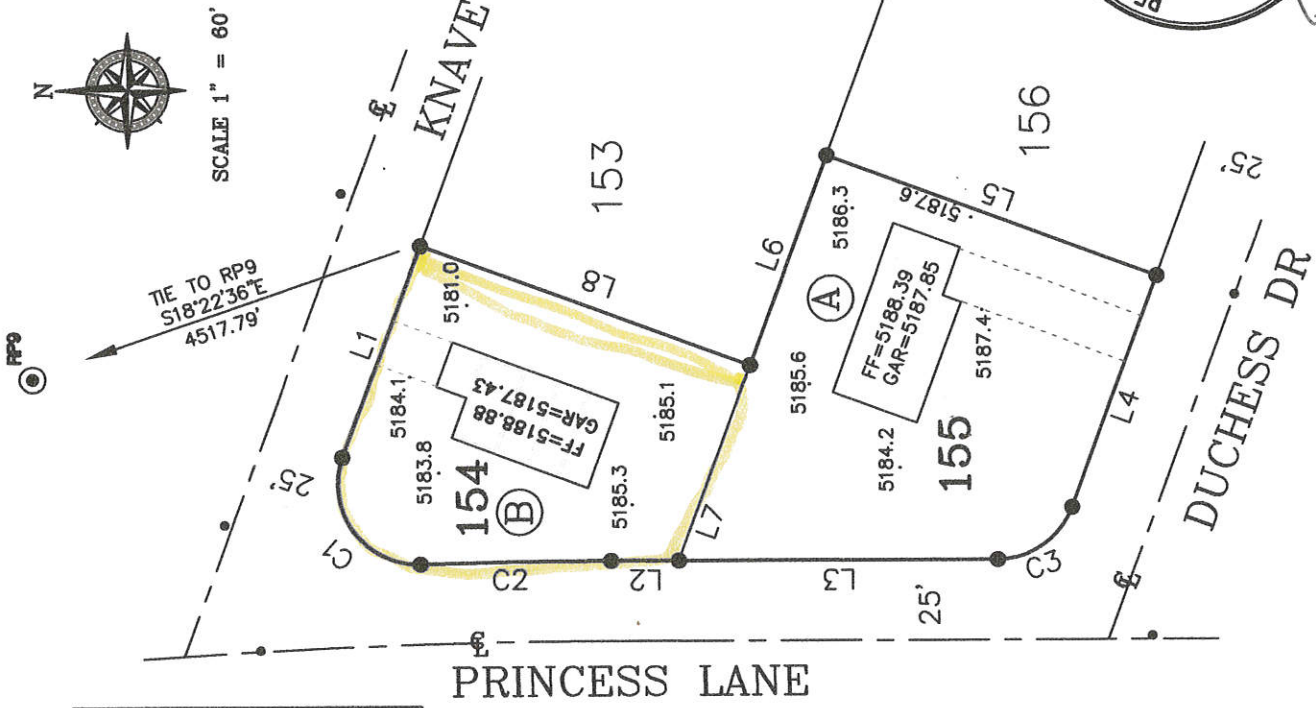 N
SCALE 1" = 60'
RP9
TIE TO RP9
S18°22'36"E
4517.79'
KNAVE
℄
153
156
L1
5181.0
L8
L6
5186.3
5187.6
L5
25'
A
FF=5188.39
GAR=5187.85
5184.1
5183.8
FF=5188.88
GAR=5187.43
5185.1
5185.6
5187.4
25'
C1
154
B
5185.3
L7
5184.2
155
L4
C2
L2
L3
C3
25'
℄
℄
DUCHESS DR
PRINCESS LANE